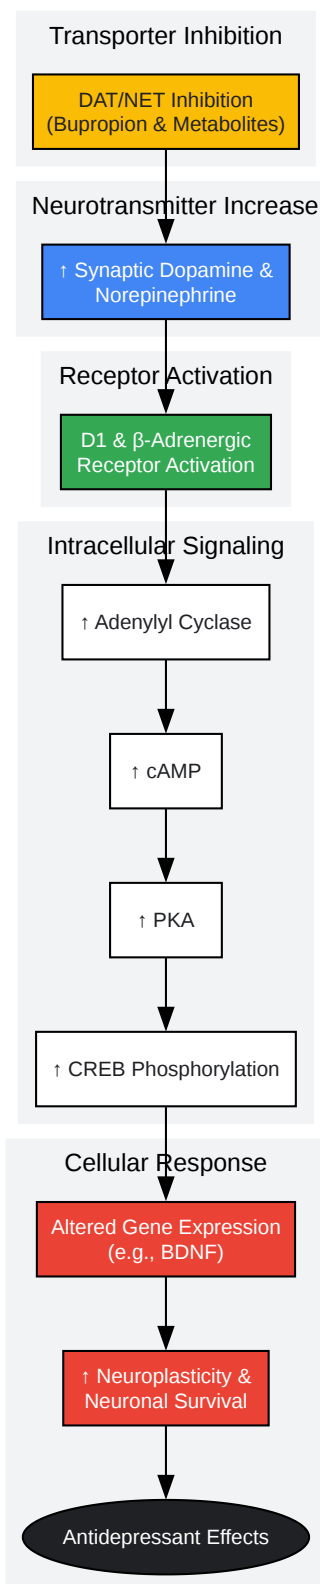 Transporter Inhibition
DAT/NET Inhibition
(Bupropion & Metabolites)
Neurotransmitter Increase
↑ Synaptic Dopamine &
Norepinephrine
Receptor Activation
D1 & β-Adrenergic
Receptor Activation
Intracellular Signaling
↑ Adenylyl Cyclase
↑ cAMP
↑ PKA
↑ CREB Phosphorylation
Cellular Response
Altered Gene Expression
(e.g., BDNF)
↑ Neuroplasticity &
Neuronal Survival
Antidepressant Effects